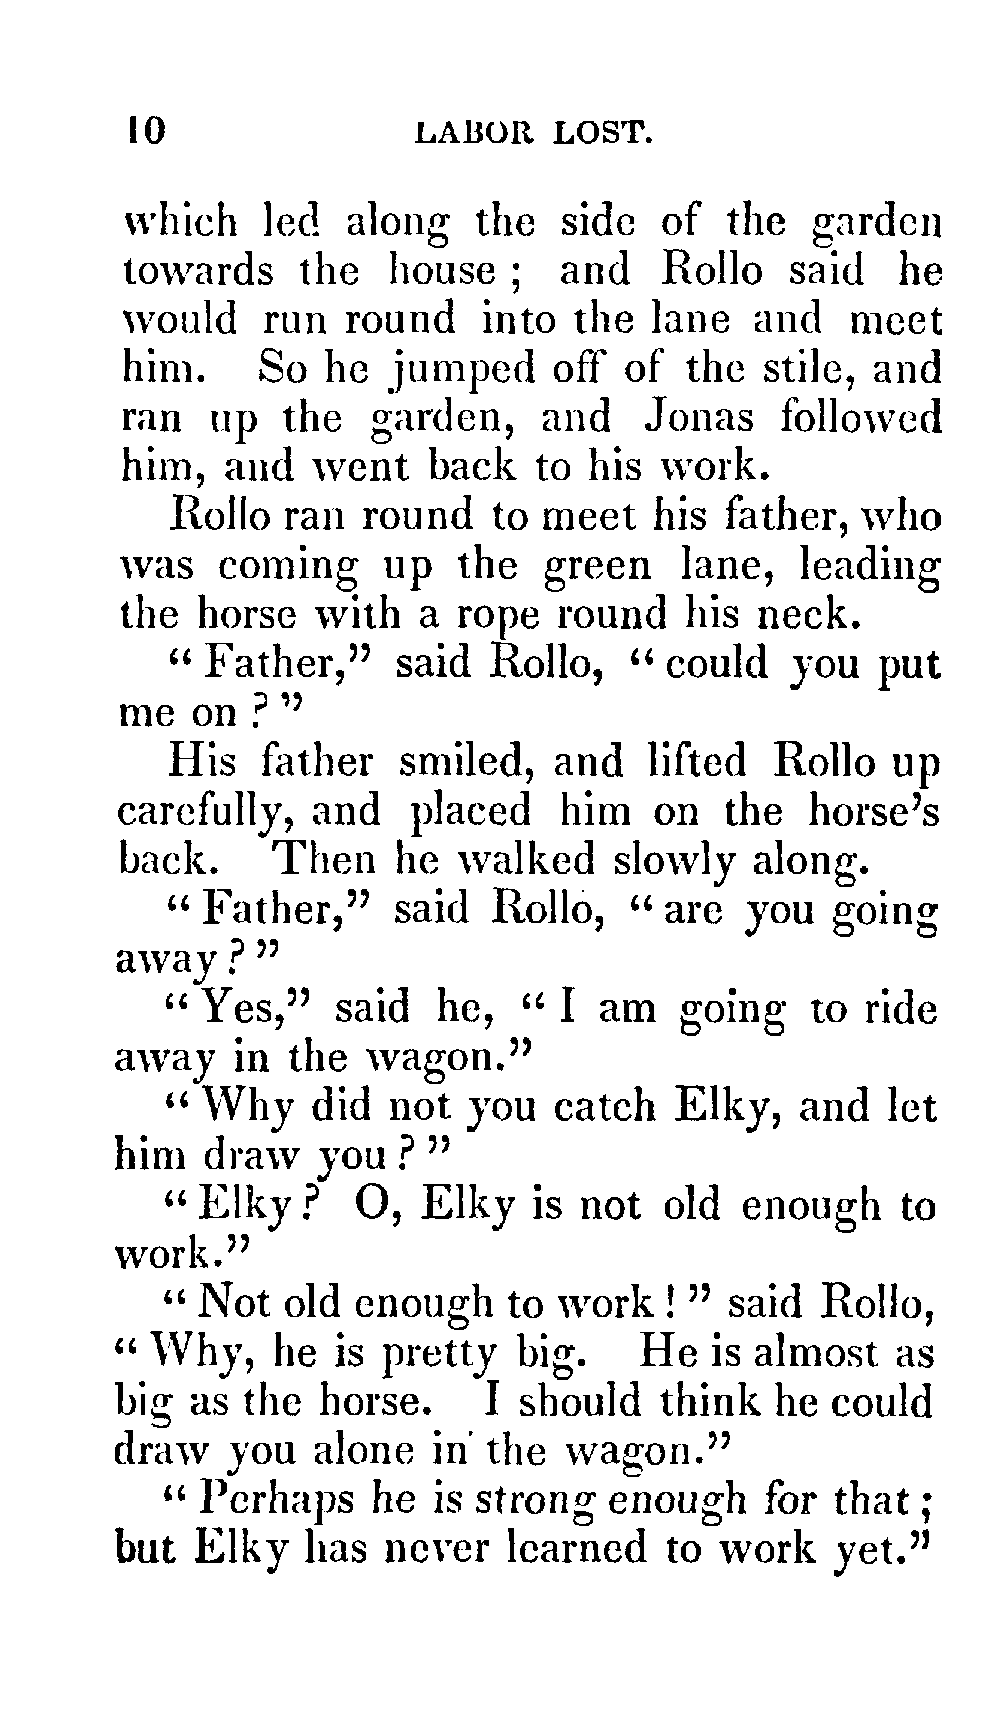 10 LABOR LOST.
which led along the side of the garden
towards the house ; and Rollo said he
would run round into the lane and meet
him. So he jumped off of the stile, and
ran up the garden, and Jonas followed
him, and went back to his work.
Rollo ran round to meet his father, who
was coming up the green lane, leading
the horse with a rope round his neck.
“ Father,” said Rollo, “ could you put
me on ? ”
His father smiled, and lifted Rollo up
carefully, and placed him on the horse’s
back. Then he walked slowly along.
“ Father,” said Rollo, “ are you going
away ? ”
“ Yes,” said he, “ I am going to ride
away in the wagon.”
“ Why did not you catch Elky, and let
him draw you ? ”
“ Elky ? O, Elky is not old enough to
work.”
“ Not old enough to work ! ” said Rollo,
“ Why, he is pretty big. He is almost as
big as the horse. I should think he could
draw you alone in the wagon.”
“ Perhaps he is strong enough for that ;
but Elky has never learned to work yet.”